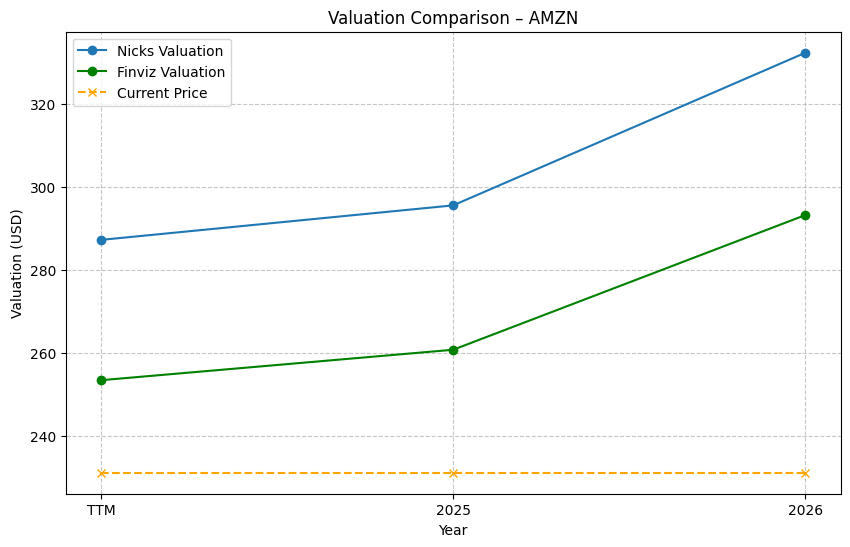 Valuation Comparison – AMZN
Nicks Valuation
Finviz Valuation
Current Price
Valuation (USD)
320
300
280
260
240
TTM
2025
2026
Year